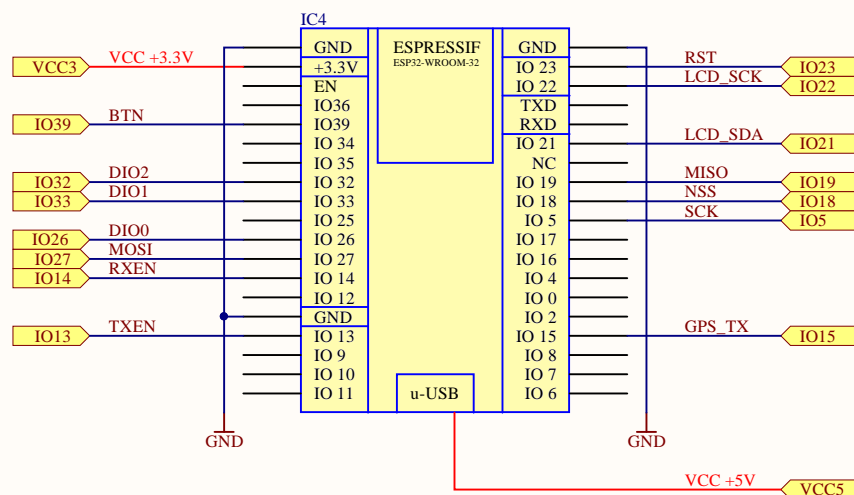 IC4
GND ESPRESSIF GND
VCC3 VCC +3.3V +3.3V ESP32-WROOM-32 IO 23 RST IO23
EN IO 22 LCD_SCK IO22
IO36 TXD
IO39 BTN IO39 RXD
IO 34 IO 21 LCD_SDA IO21
IO 35 NC
IO32 DIO2 IO 32 IO 19 MISO IO19
IO33 DIO1 IO 33 IO 18 NSS IO18
IO 25 IO 5 SCK IO5
IO26 DIO0 IO 26 IO 17
IO27 MOSI IO 27 IO 16
IO14 RXEN IO 14 IO 4
IO 12 IO 0
GND IO 2
IO13 TXEN IO 13 IO 15 GPS_TX IO15
IO 9 IO 8
IO 10 IO 7
IO 11 u-USB IO 6
GND GND
VCC +5V VCC5